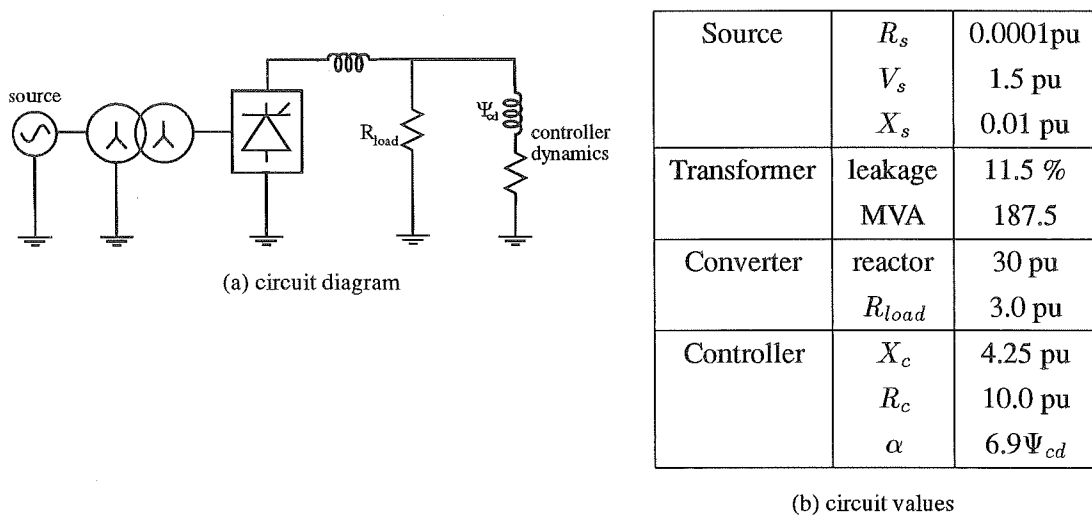 source
R_load
Ψ_cd
controller
dynamics
(a) circuit diagram
Source R_s 0.0001pu
V_s 1.5 pu
X_s 0.01 pu
Transformer leakage 11.5 %
MVA 187.5
Converter reactor 30 pu
R_load 3.0 pu
Controller X_c 4.25 pu
R_c 10.0 pu
α 6.9Ψ_cd
(b) circuit values